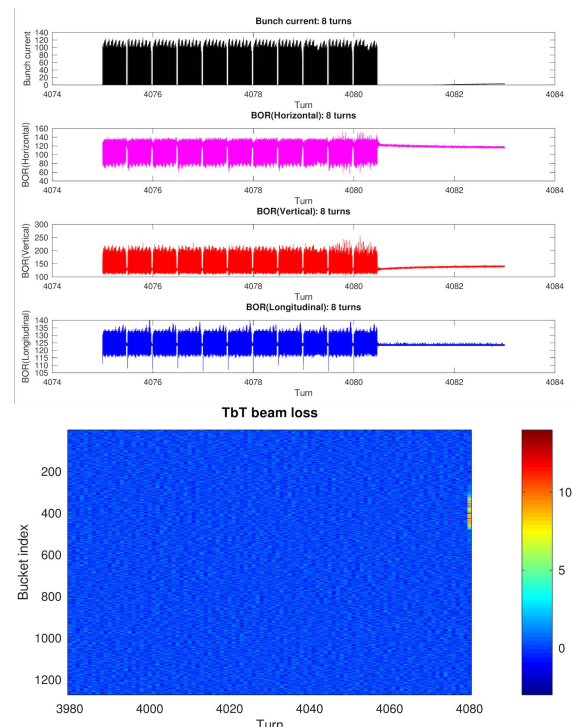 Bunch current: 8 turns
Bunch current
140
120
100
80
60
40
20
0
4074 4076 4078 4080 4082 4084
Turn
BOR(Horizontal): 8 turns
BOR(Horizontal)
160
140
120
100
80
60
40
4074 4076 4078 4080 4082 4084
Turn
BOR(Vertical): 8 turns
BOR(Vertical)
300
250
200
150
100
4074 4076 4078 4080 4082 4084
Turn
BOR(Longitudinal): 8 turns
BOR(Longitudinal)
140
135
130
125
120
115
110
105
4074 4076 4078 4080 4082 4084
Turn
TbT beam loss
Bucket index
200
400
600
800
1000
1200
3980 4000 4020 4040 4060 4080
Turn
10
5
0